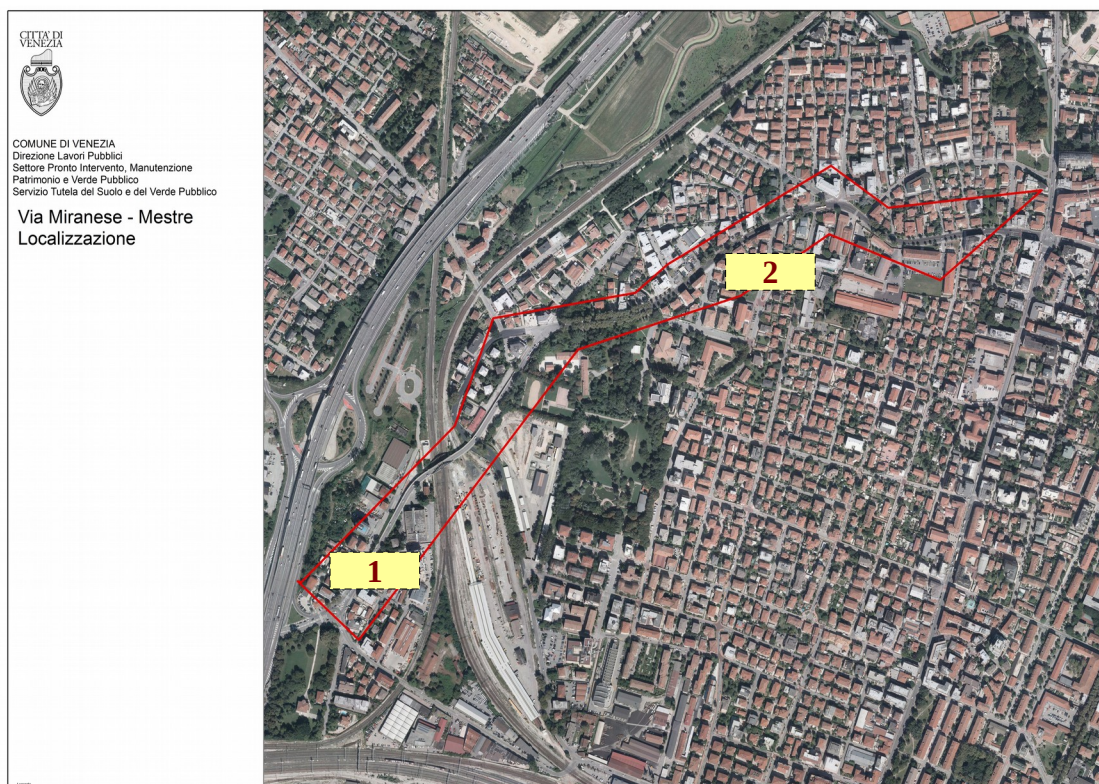 CITTA' DI
VENEZIA
COMUNE DI VENEZIA
Direzione Lavori Pubblici
Settore Pronto Intervento, Manutenzione
Patrimonio e Verde Pubblico
Servizio Tutela del Suolo e del Verde Pubblico
Via Miranese - Mestre
Localizzazione
2
1